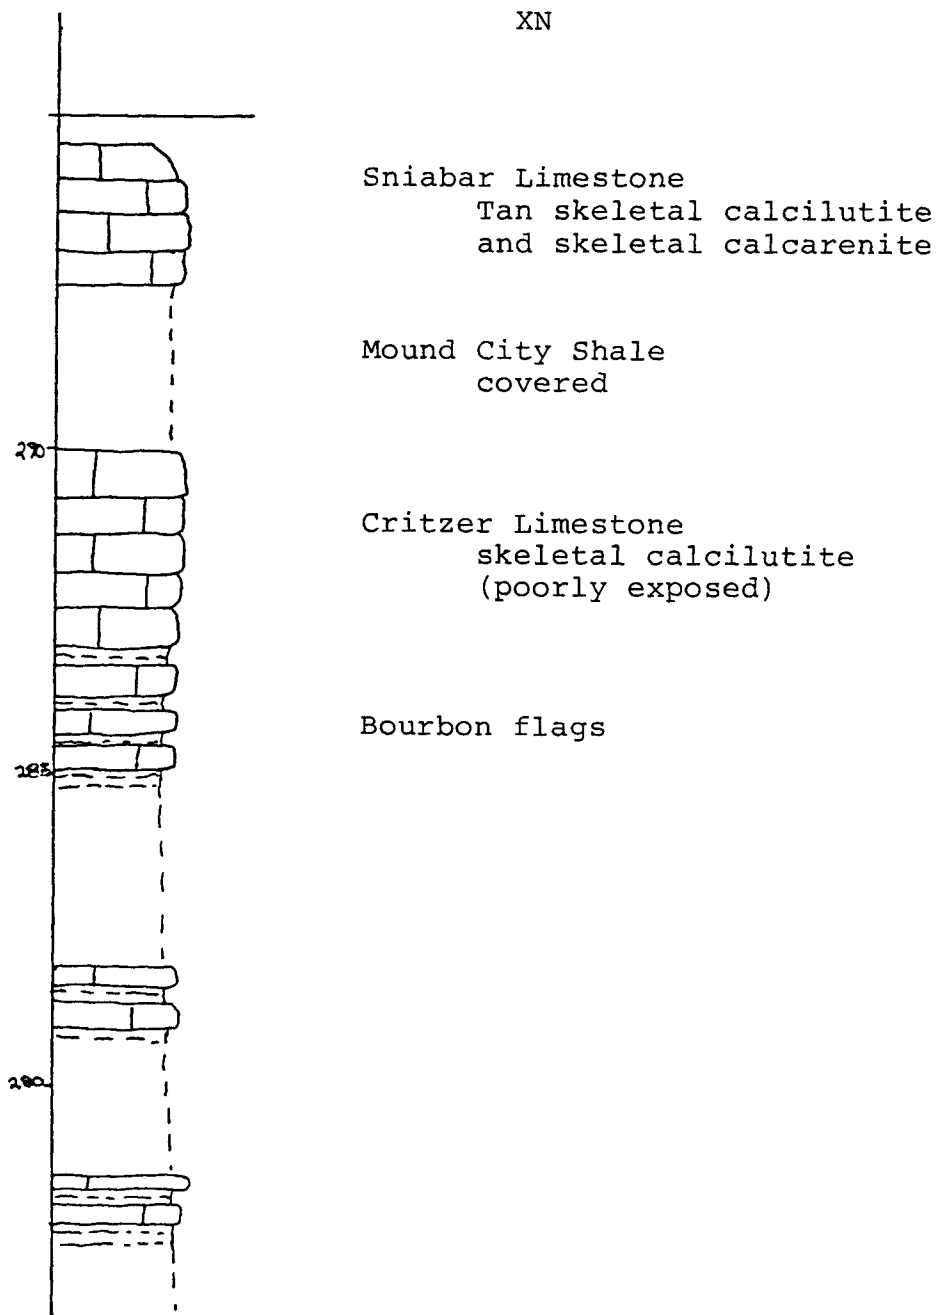 XN
Sniabar Limestone
Tan skeletal calcilutite
and skeletal calcarenite
Mound City Shale
covered
290
Critzer Limestone
skeletal calcilutite
(poorly exposed)
Bourbon flags
285
280